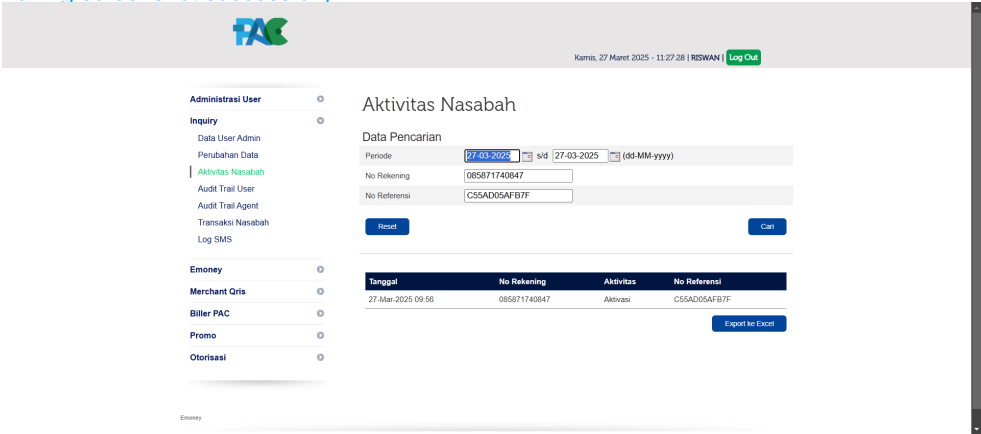 PAC
Kamis, 27 Maret 2025 - 11:27:28 | RISWAN | Log Out
Administrasi User
Inquiry
Data User Admin
Perubahan Data
Aktivitas Nasabah
Audit Trail User
Audit Trail Agent
Transaksi Nasabah
Log SMS
Emoney
Merchant Qris
Biller PAC
Promo
Otorisasi
Aktivitas Nasabah
Data Pencarian
Periode 27-03-2025 s/d 27-03-2025 (dd-MM-yyyy)
No Rekening 085871740847
No Referensi C55AD05AFB7F
Reset Cari
Tanggal No Rekening Aktivitas No Referensi
27-Mar-2025 09:56 085871740847 Aktivasi C55AD05AFB7F
Export ke Excel
Emoney